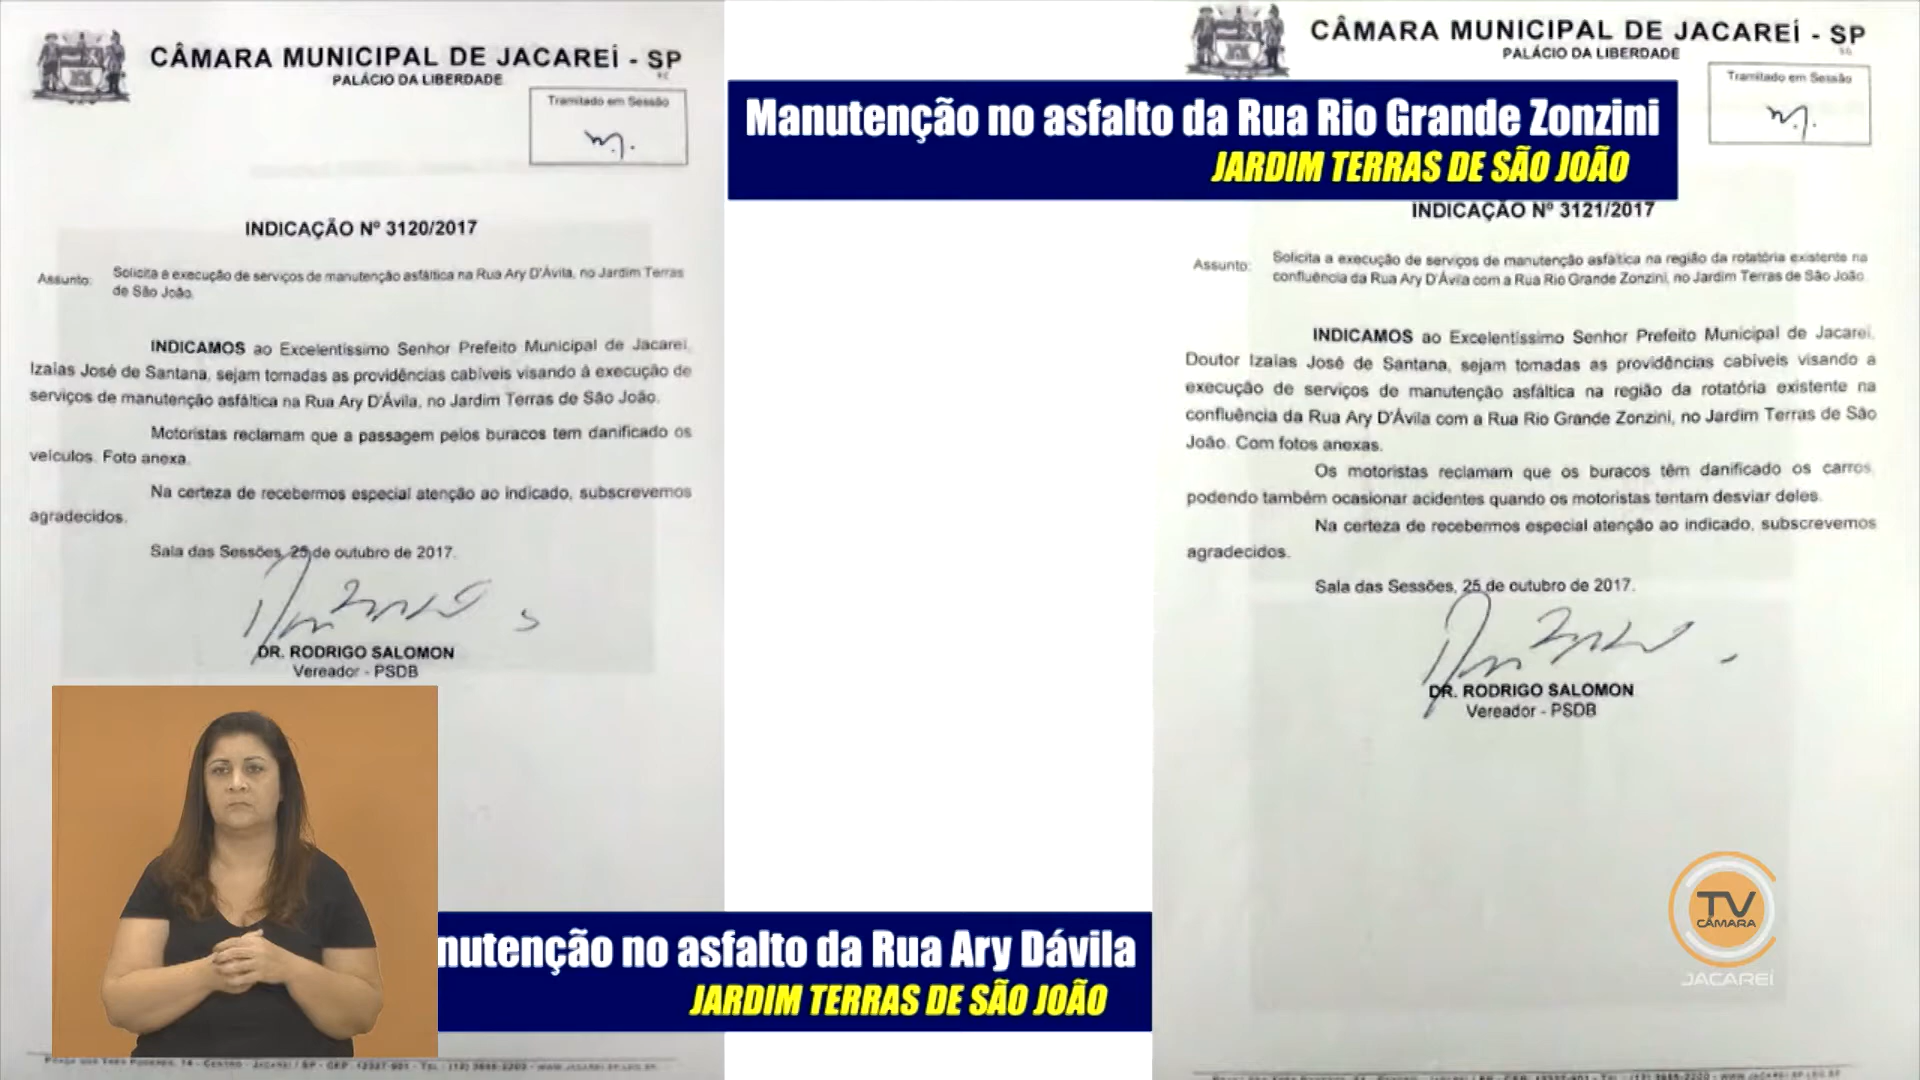 CÂMARA MUNICIPAL DE JACAREÍ - SP
PALÁCIO DA LIBERDADE
Tramitado em Sessão
INDICAÇÃO Nº 3120/2017
Assunto:
Solicita a execução de serviços de manutenção asfáltica na Rua Ary D'Ávila, no Jardim Terras
de São João.
INDICAMOS ao Excelentíssimo Senhor Prefeito Municipal de Jacareí,
Izaías José de Santana, sejam tomadas as providências cabíveis visando à execução de
serviços de manutenção asfáltica na Rua Ary D'Ávila, no Jardim Terras de São João.
Motoristas reclamam que a passagem pelos buracos tem danificado os
veículos. Foto anexa.
Na certeza de recebermos especial atenção ao indicado, subscrevemos
agradecidos.
Sala das Sessões, 25 de outubro de 2017.
DR. RODRIGO SALOMON
Vereador - PSDB
nutenção no asfalto da Rua Ary Dávila
JARDIM TERRAS DE SÃO JOÃO
CÂMARA MUNICIPAL DE JACAREÍ - SP
PALÁCIO DA LIBERDADE
Tramitado em Sessão
Manutenção no asfalto da Rua Rio Grande Zonzini
JARDIM TERRAS DE SÃO JOÃO
INDICAÇÃO Nº 3121/2017
Assunto:
Solicita a execução de serviços de manutenção asfáltica na região da rotatória existente na
confluência da Rua Ary D'Ávila com a Rua Rio Grande Zonzini, no Jardim Terras de São João.
INDICAMOS ao Excelentíssimo Senhor Prefeito Municipal de Jacareí,
Doutor Izaías José de Santana, sejam tomadas as providências cabíveis visando a
execução de serviços de manutenção asfáltica na região da rotatória existente na
confluência da Rua Ary D'Ávila com a Rua Rio Grande Zonzini, no Jardim Terras de São
João. Com fotos anexas.
Os motoristas reclamam que os buracos têm danificado os carros,
podendo também ocasionar acidentes quando os motoristas tentam desviar deles.
Na certeza de recebermos especial atenção ao indicado, subscrevemos
agradecidos.
Sala das Sessões, 25 de outubro de 2017.
DR. RODRIGO SALOMON
Vereador - PSDB
TV
CÂMARA
JACAREÍ